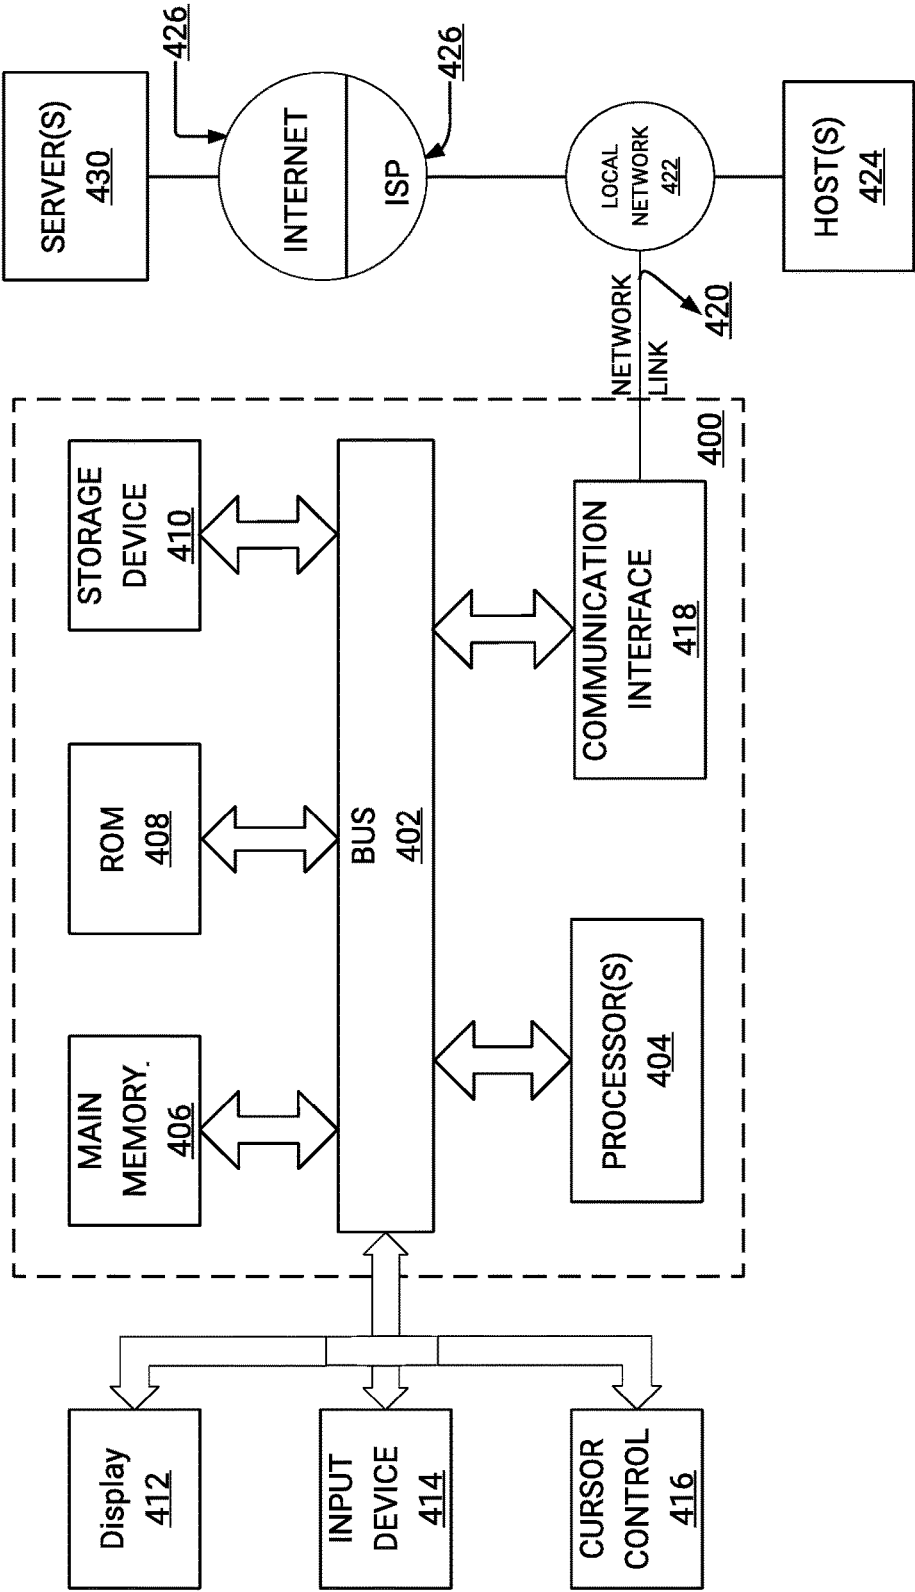 Display
412
MAIN
MEMORY.
406
ROM
408
STORAGE
DEVICE
410
SERVER(S)
430
426
INPUT
DEVICE
414
BUS
402
INTERNET
ISP
426
CURSOR
CONTROL
416
PROCESSOR(S)
404
COMMUNICATION
INTERFACE
418
400
NETWORK
LINK
420
LOCAL
NETWORK
422
HOST(S)
424